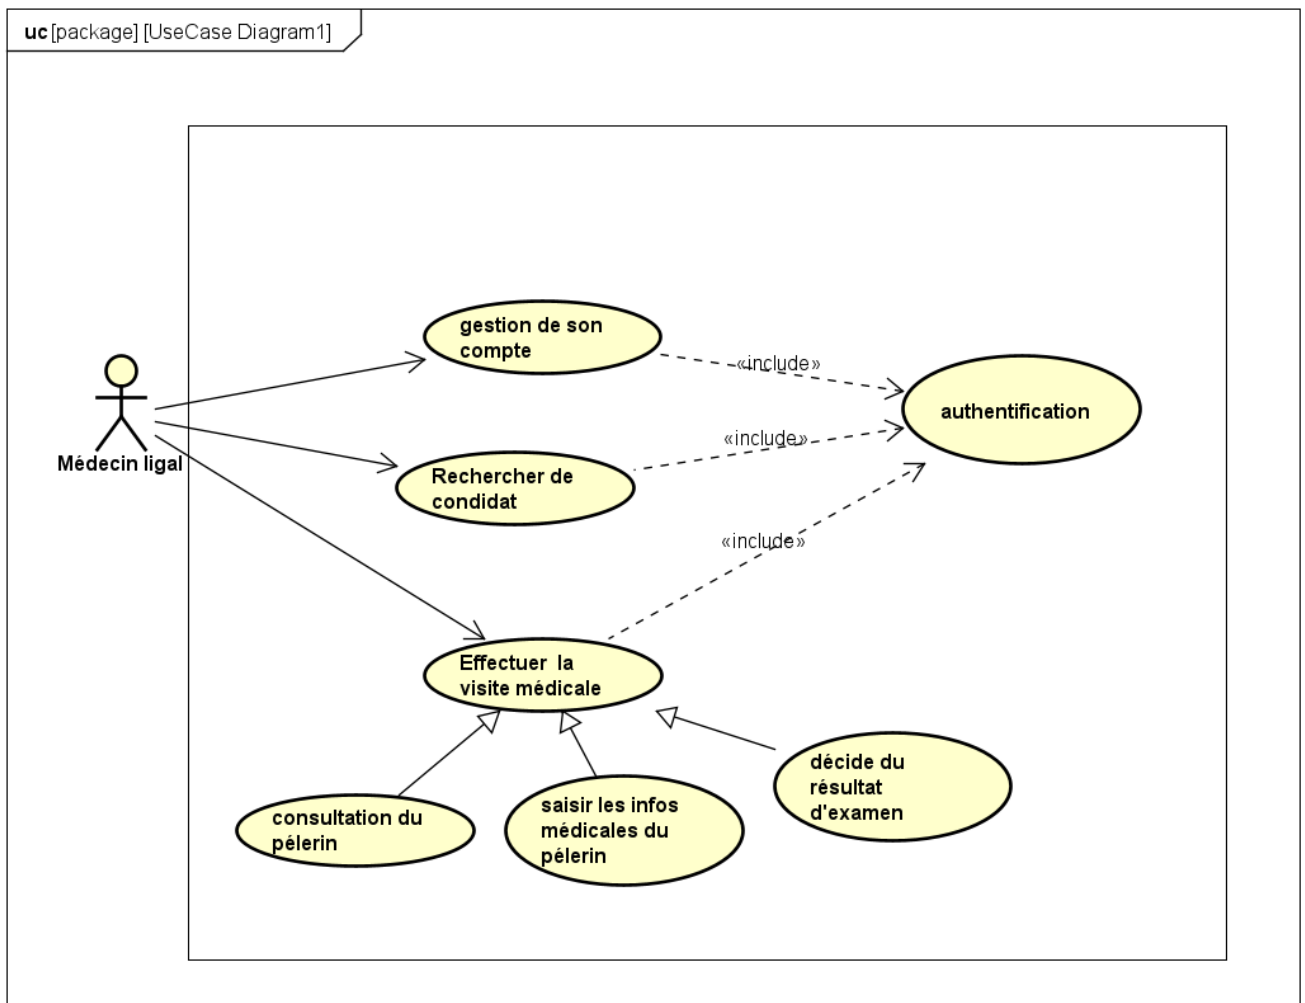 uc [package] [UseCase Diagram1]
gestion de son
compte
«include»
authentification
Médecin ligal
«include»
Rechercher de
condidat
«include»
Effectuer la
visite médicale
décide du
résultat
d'examen
consultation du
pélerin
saisir les infos
médicales du
pélerin